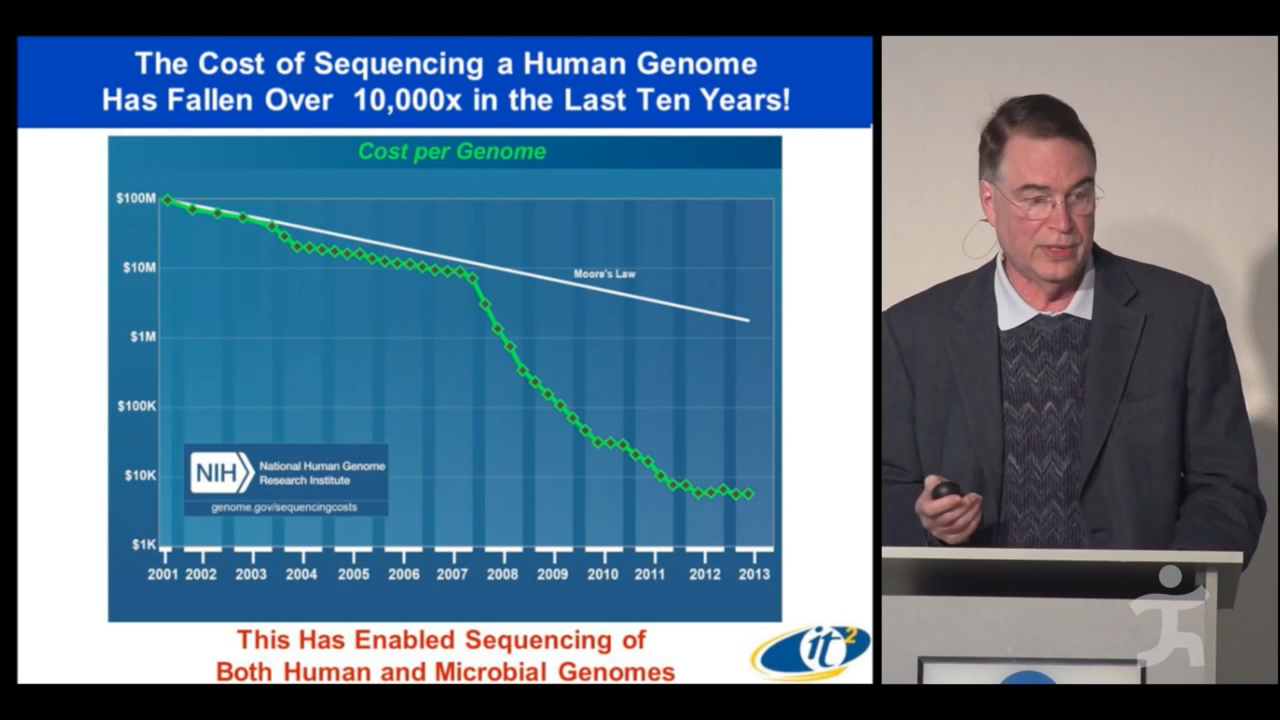 The Cost of Sequencing a Human Genome
Has Fallen Over 10,000x in the Last Ten Years!
Cost per Genome
$100M
$10M
$1M
$100K
$10K
$1K
Moore's Law
NIH
National Human Genome
Research Institute
genome.gov/sequencingcosts
2001 2002 2003 2004 2005 2006 2007 2008 2009 2010 2011 2012 2013
This Has Enabled Sequencing of
Both Human and Microbial Genomes
it2